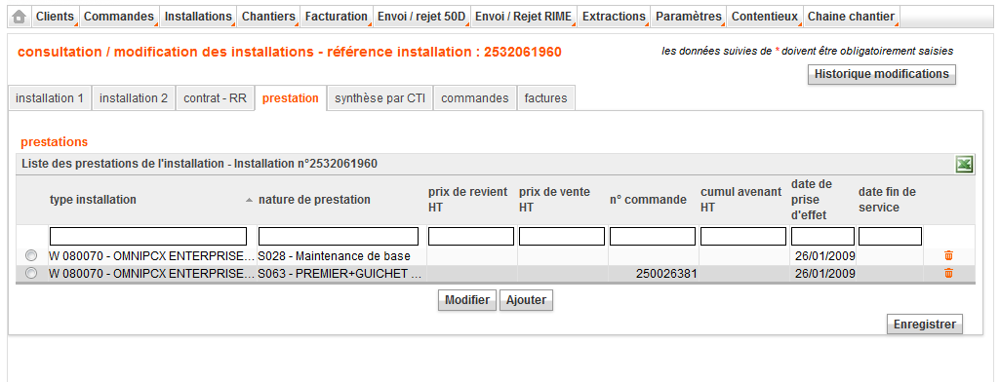 Clients Commandes Installations Chantiers Facturation Envoi / rejet 50D Envoi / Rejet RIME Extractions Paramètres Contentieux Chaine chantier
consultation / modification des installations - référence installation : 2532061960
les données suivies de * doivent être obligatoirement saisies
Historique modifications
installation 1 installation 2 contrat - RR prestation synthèse par CTI commandes factures
prestations
Liste des prestations de l'installation - Installation n°2532061960
type installation nature de prestation prix de revient HT prix de vente HT n° commande cumul avenant HT date de prise d'effet date fin de service
W 080070 - OMNIPCX ENTERPRISE... S028 - Maintenance de base 26/01/2009
W 080070 - OMNIPCX ENTERPRISE... S063 - PREMIER+GUICHET ... 250026381 26/01/2009
Modifier Ajouter
Enregistrer